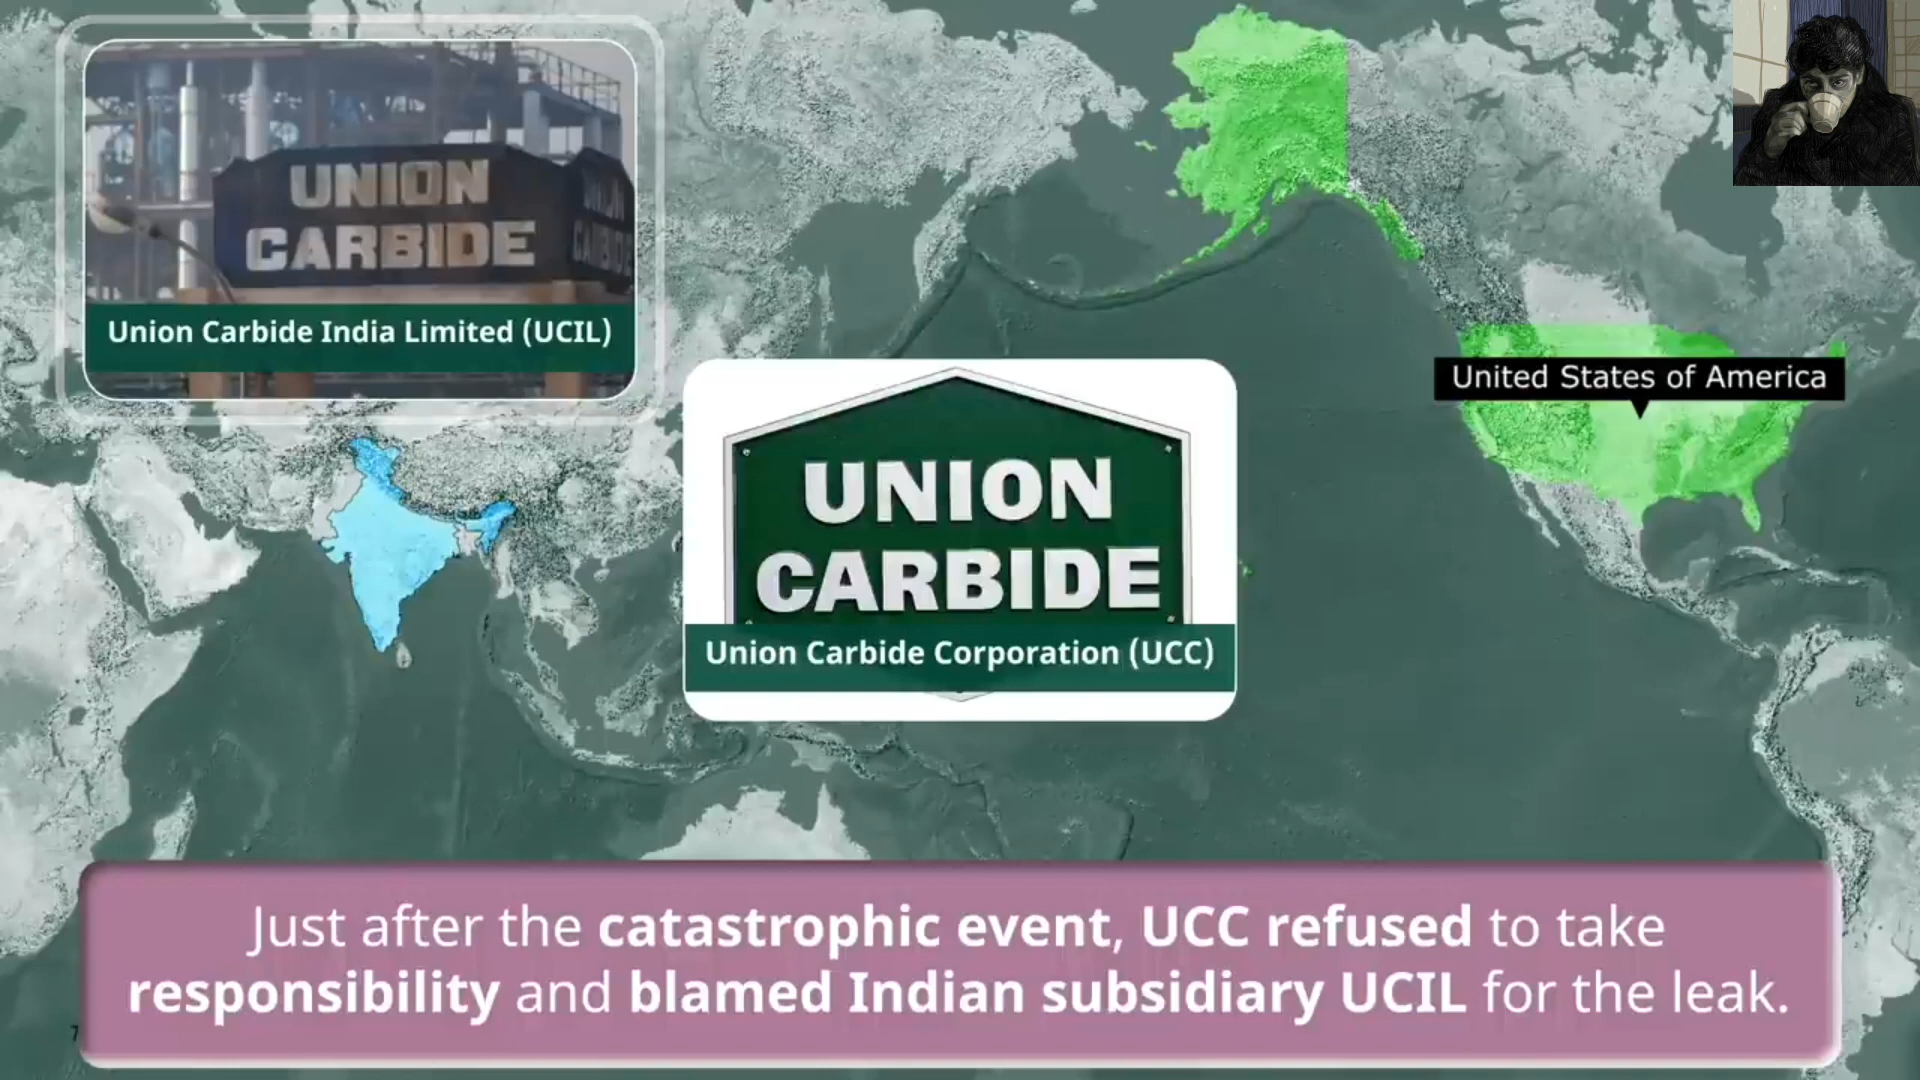 UNION
CARBIDE
Union Carbide India Limited (UCIL)
United States of America
UNION
CARBIDE
Union Carbide Corporation (UCC)
Just after the catastrophic event, UCC refused to take
responsibility and blamed Indian subsidiary UCIL for the leak.